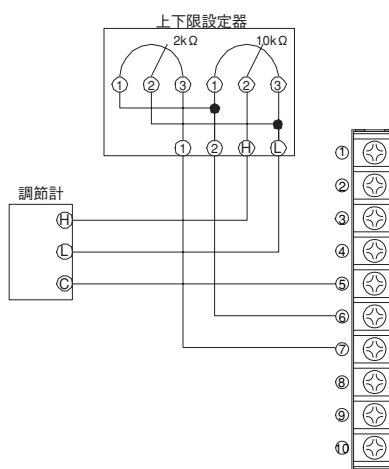 上下限設定器
2kΩ 10kΩ
① ② ③ ① ② ③
① ② Ⓗ Ⓛ
調節計
Ⓗ
Ⓛ
Ⓒ
①
②
③
④
⑤
⑥
⑦
⑧
⑨
⑩